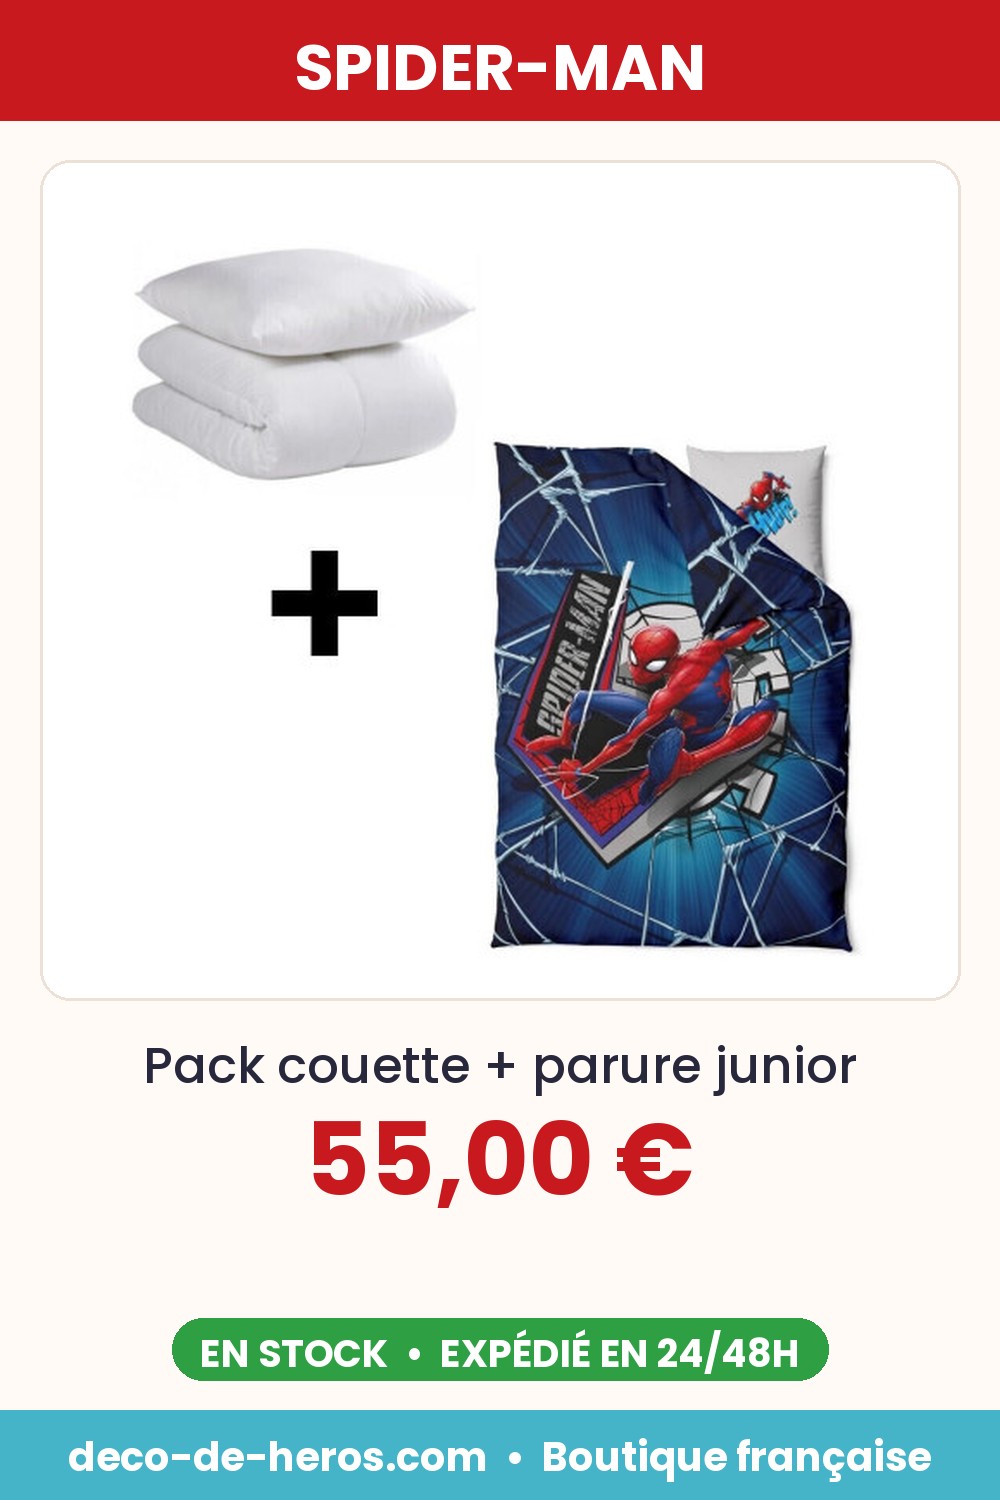 SPIDER-MAN
SPIDER-MAN
Pack couette + parure junior
55,00 €
EN STOCK • EXPÉDIÉ EN 24/48H
deco-de-heros.com • Boutique française